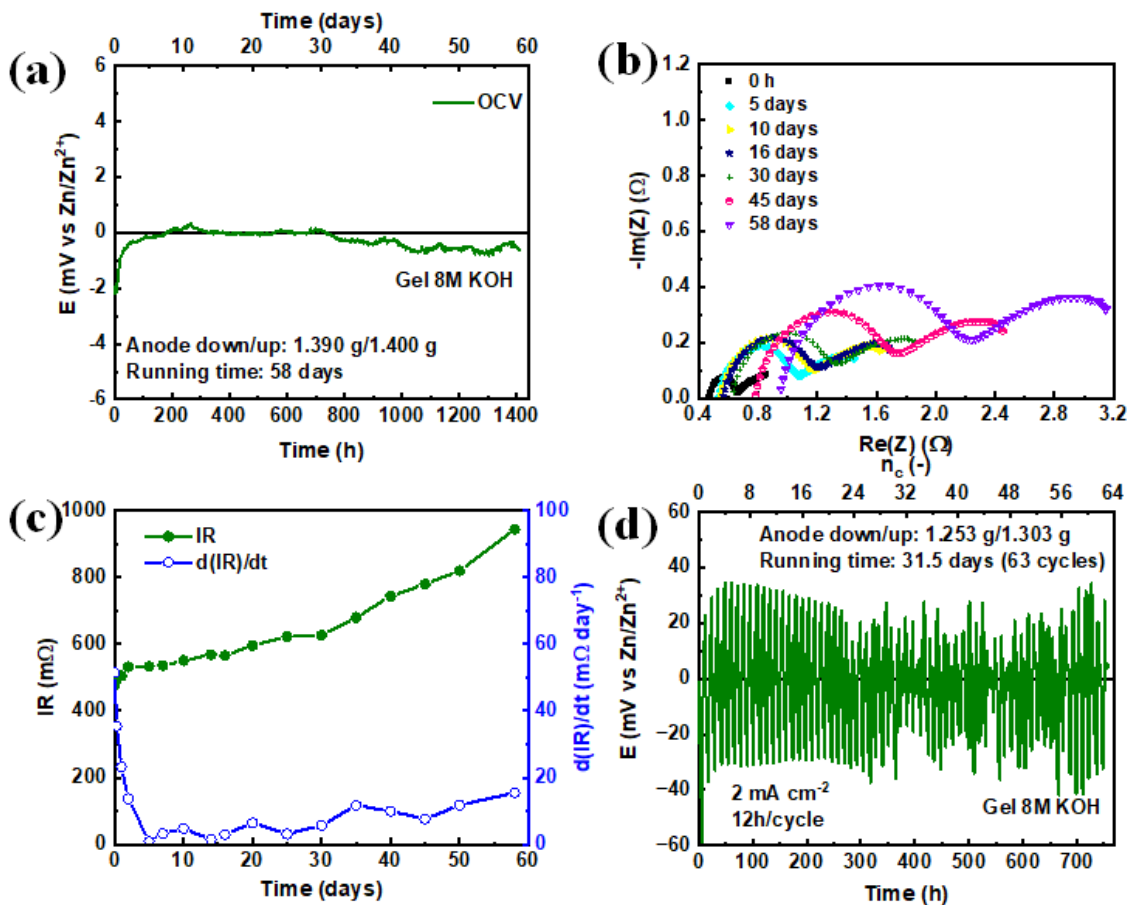 (a)
Time (days)
0 10 20 30 40 50 60
E (mV vs Zn/Zn²⁺)
6
4
2
0
-2
-4
-6
OCV
Gel 8M KOH
Anode down/up: 1.390 g/1.400 g
Running time: 58 days
0 200 400 600 800 1000 1200 1400
Time (h)
(b)
-Im(Z) (Ω)
1.2
1.0
0.8
0.6
0.4
0.2
0.0
0 h
5 days
10 days
16 days
30 days
45 days
58 days
0.4 0.8 1.2 1.6 2.0 2.4 2.8 3.2
Re(Z) (Ω)
(c)
IR (mΩ)
1000
800
600
400
200
0
IR
d(IR)/dt
100
80
60
40
20
0
d(IR)/dt (mΩ day⁻¹)
0 10 20 30 40 50 60
Time (days)
(d)
n_c (-)
0 8 16 24 32 40 48 56 64
E (mV vs Zn/Zn²⁺)
60
40
20
0
−20
−40
−60
Anode down/up: 1.253 g/1.303 g
Running time: 31.5 days (63 cycles)
2 mA cm⁻²
12h/cycle
Gel 8M KOH
0 100 200 300 400 500 600 700
Time (h)